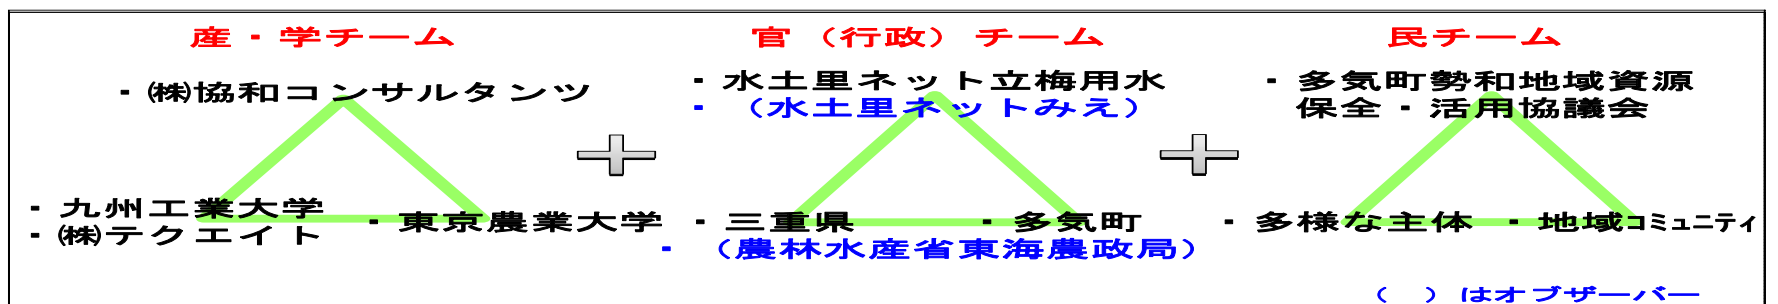 産・学チーム
・㈱協和コンサルタンツ
・九州工業大学
・㈱テクエイト
・東京農業大学
官（行政）チーム
・水土里ネット立梅用水
・（水土里ネットみえ）
・三重県
・多気町
・（農林水産省東海農政局）
民チーム
・多気町勢和地域資源
保全・活用協議会
・多様な主体
・地域コミュニティ
（　）はオブザーバー